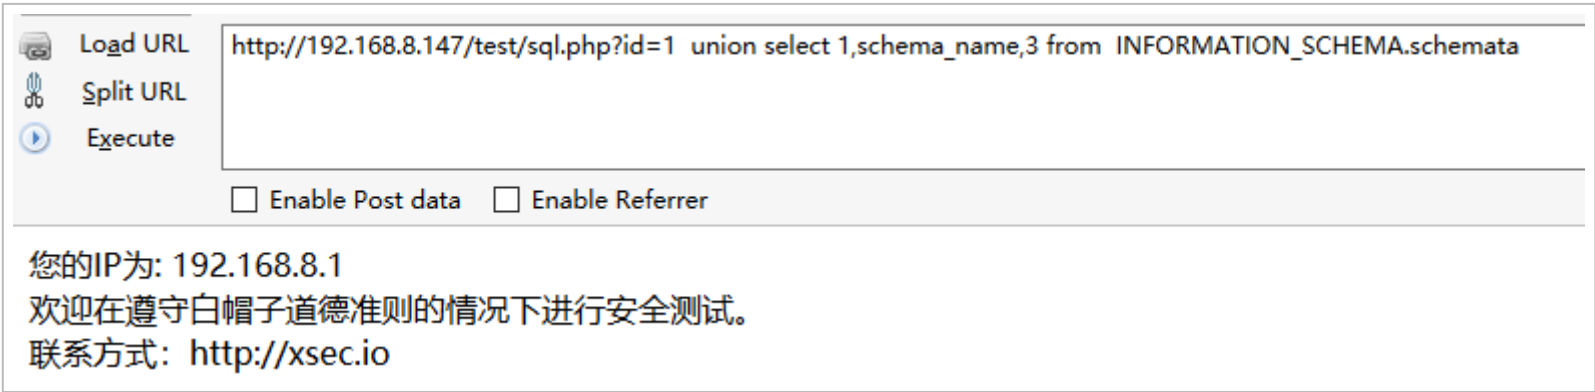 Load URL
http://192.168.8.147/test/sql.php?id=1  union select 1,schema_name,3 from  INFORMATION_SCHEMA.schemata
Split URL
Execute
Enable Post data  Enable Referrer
您的IP为: 192.168.8.1
欢迎在遵守白帽子道德准则的情况下进行安全测试。
联系方式：http://xsec.io